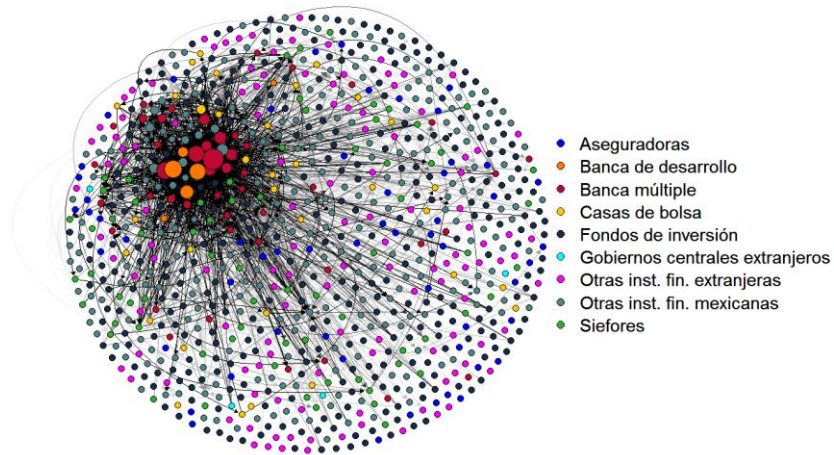 Aseguradoras
Banca de desarrollo
Banca múltiple
Casas de bolsa
Fondos de inversión
Gobiernos centrales extranjeros
Otras inst. fin. extranjeras
Otras inst. fin. mexicanas
Siefores